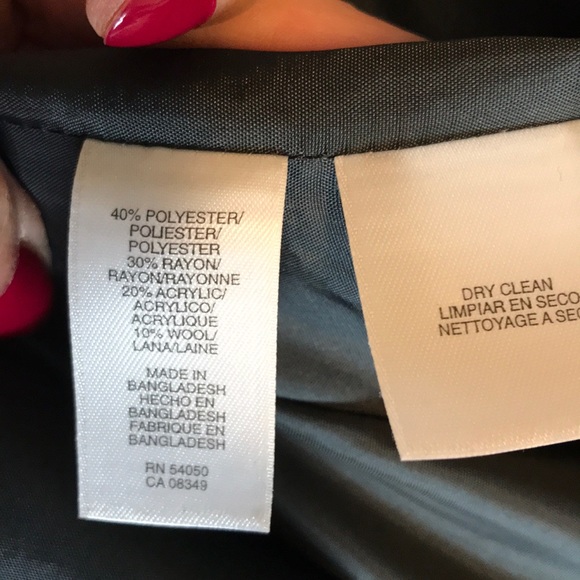 40% POLYESTER/
POLIESTER/
POLYESTER
30% RAYON/
RAYON/RAYONNE
20% ACRYLIC/
ACRYLICO/
ACRYLIQUE
10% WOOL/
LANA/LAINE
MADE IN
BANGLADESH
HECHO EN
BANGLADESH
FABRIQUE EN
BANGLADESH
RN 54050
CA 08349
DRY CLEAN
LIMPIAR EN SECO
NETTOYAGE A SEC